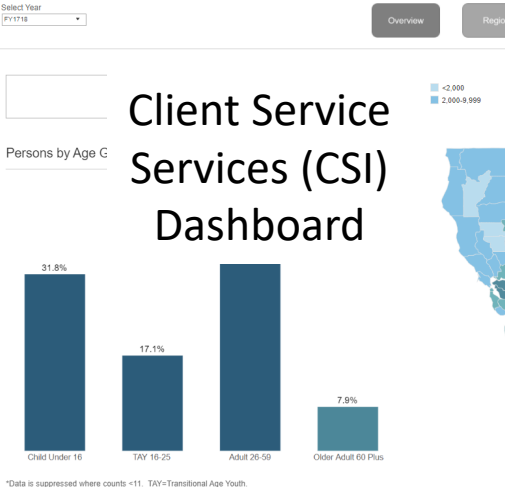 Select Year
FY1718
Overview
Regio
<2,000
2,000-9,999
Client Service
Services (CSI)
Dashboard
Persons by Age G
31.8%
17.1%
7.9%
Child Under 16
TAY 16-25
Adult 26-59
Older Adult 60 Plus
*Data is suppressed where counts <11. TAY=Transitional Age Youth.